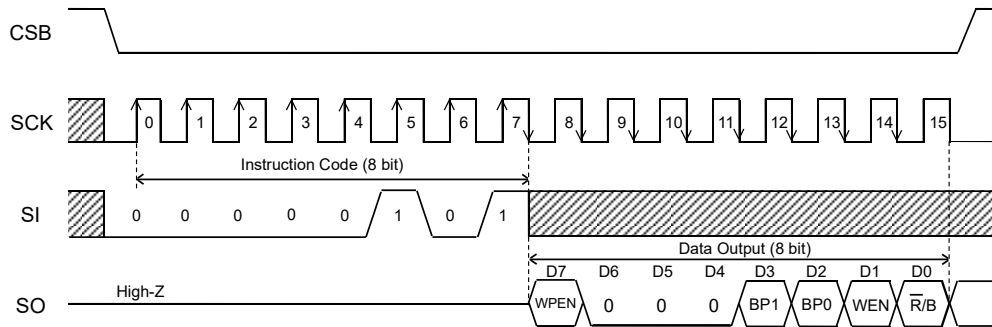 CSB
SCK 0 1 2 3 4 5 6 7 8 9 10 11 12 13 14 15
Instruction Code (8 bit)
SI 0 0 0 0 0 1 0 1
Data Output (8 bit)
D7 D6 D5 D4 D3 D2 D1 D0
High-Z
SO WPEN 0 0 0 BP1 BP0 WEN R̅/B